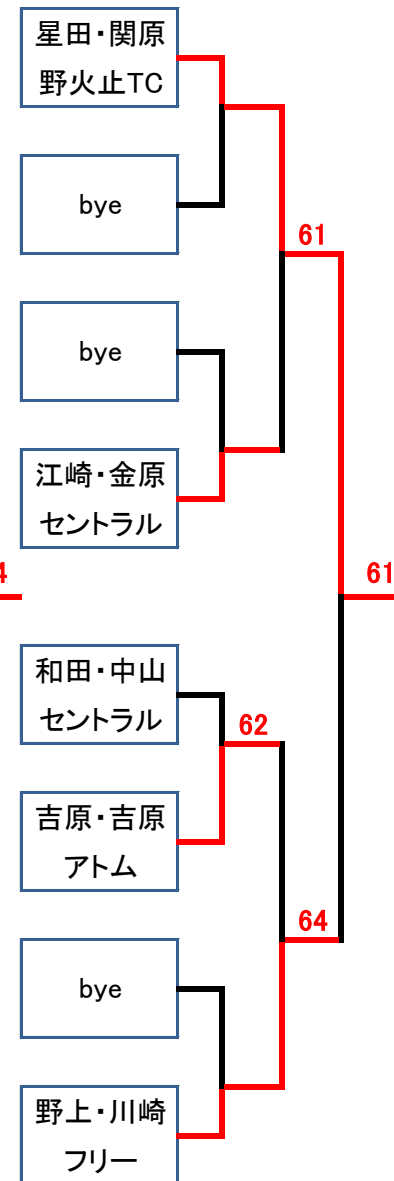 星田・関原
野火止TC
bye
61
bye
江崎・金原
セントラル
4
61
和田・中山
セントラル
62
吉原・吉原
アトム
64
bye
野上・川崎
フリー